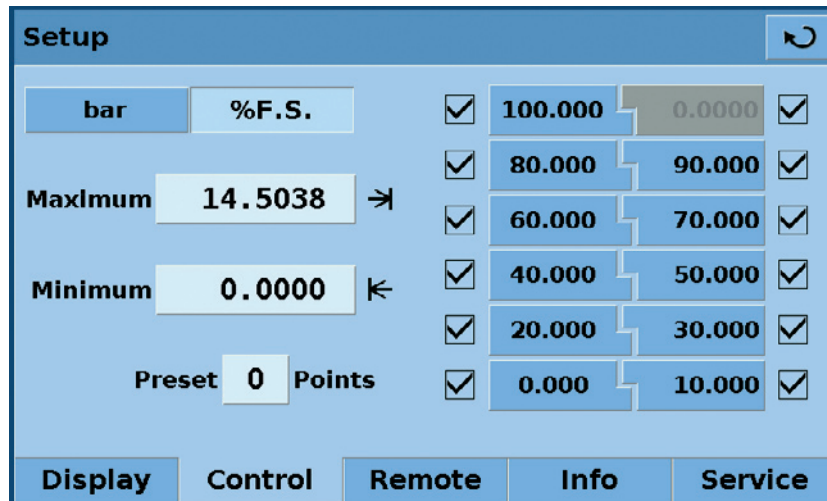 Setup
bar %F.S. 100.000 0.0000
80.000 90.000
Maxlmum 14.5038
60.000 70.000
Minimum 0.0000 40.000 50.000
20.000 30.000
Preset 0 Points 0.000 10.000
Display Control Remote Info Service